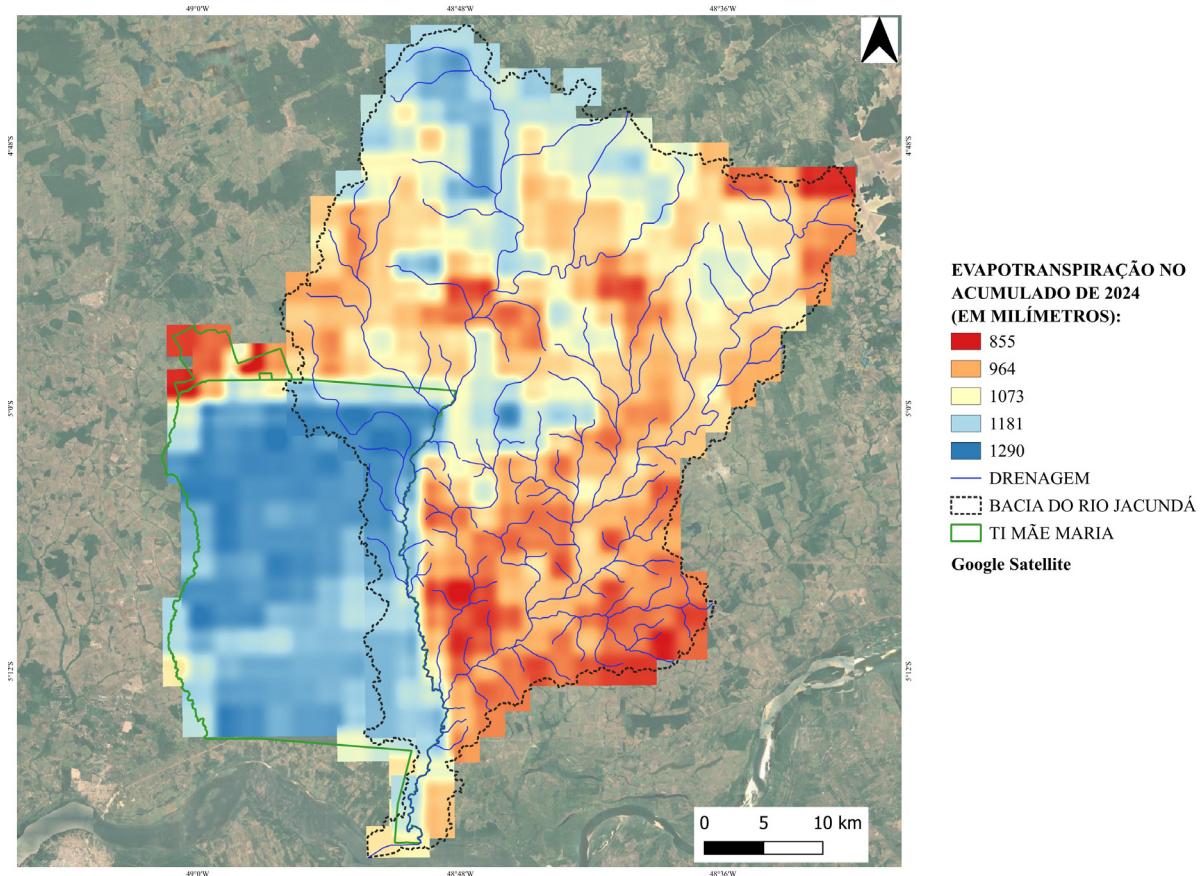 49°0'W
48°48'W
48°36'W
4°48'S
4°48'S
5°0'S
5°0'S
5°12'S
5°12'S
EVAPOTRANSPIRAÇÃO NO
ACUMULADO DE 2024
(EM MILÍMETROS):
855
964
1073
1181
1290
DRENAGEM
BACIA DO RIO JACUNDÁ
TI MÃE MARIA
Google Satellite
0 5 10 km
49°0'W
48°48'W
48°36'W